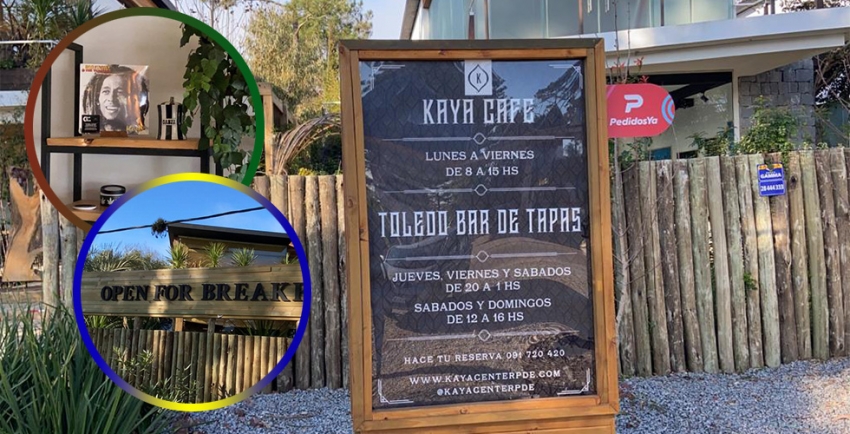 K
KAYA CAFE
LUNES A VIERNES
DE 8 A 15 HS
TOLEDO BAR DE TAPAS
JUEVES, VIERNES Y SABADOS
DE 20 A 1 HS
SABADOS Y DOMINGOS
DE 12 A 16 HS
HACE TU RESERVA 091 720 420
WWW.KAYACENTERPDE.COM
@KAYACENTERPDE
P
PedidosYa
OPEN FOR BREAKF